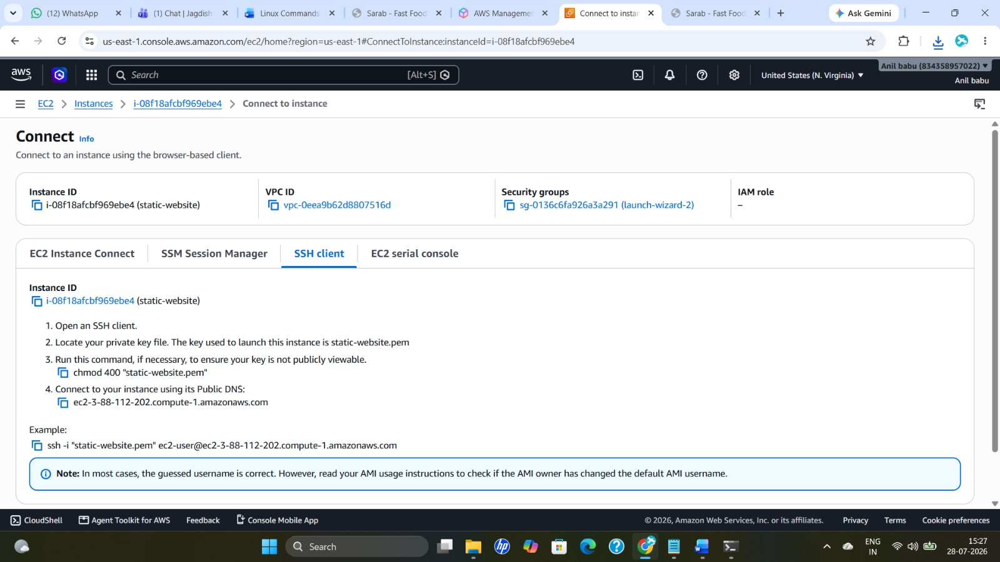 (12) WhatsApp
(1) Chat | Jagdish
Linux Commands
Sarab - Fast Food
AWS Managemen
Connect to instan
Sarab - Fast Food
Ask Gemini
us-east-1.console.aws.amazon.com/ec2/home?region=us-east-1#ConnectToInstance:instanceId=i-08f18afcbf969ebe4
aws
Search
[Alt+S]
United States (N. Virginia)
Anil babu (834358957022)
Anil babu
EC2 > Instances > i-08f18afcbf969ebe4 > Connect to instance
Connect Info
Connect to an instance using the browser-based client.
Instance ID
i-08f18afcbf969ebe4 (static-website)
VPC ID
vpc-0eea9b62d8807516d
Security groups
sg-0136c6fa926a3a291 (launch-wizard-2)
IAM role
–
EC2 Instance Connect
SSM Session Manager
SSH client
EC2 serial console
Instance ID
i-08f18afcbf969ebe4 (static-website)
1. Open an SSH client.
2. Locate your private key file. The key used to launch this instance is static-website.pem
3. Run this command, if necessary, to ensure your key is not publicly viewable.
chmod 400 "static-website.pem"
4. Connect to your instance using its Public DNS:
ec2-3-88-112-202.compute-1.amazonaws.com
Example:
ssh -i "static-website.pem" ec2-user@ec2-3-88-112-202.compute-1.amazonaws.com
Note: In most cases, the guessed username is correct. However, read your AMI usage instructions to check if the AMI owner has changed the default AMI username.
CloudShell
Agent Toolkit for AWS
Feedback
Console Mobile App
© 2026, Amazon Web Services, Inc. or its affiliates.
Privacy
Terms
Cookie preferences
Search
hp
ENG
IN
15:27
28-07-2026